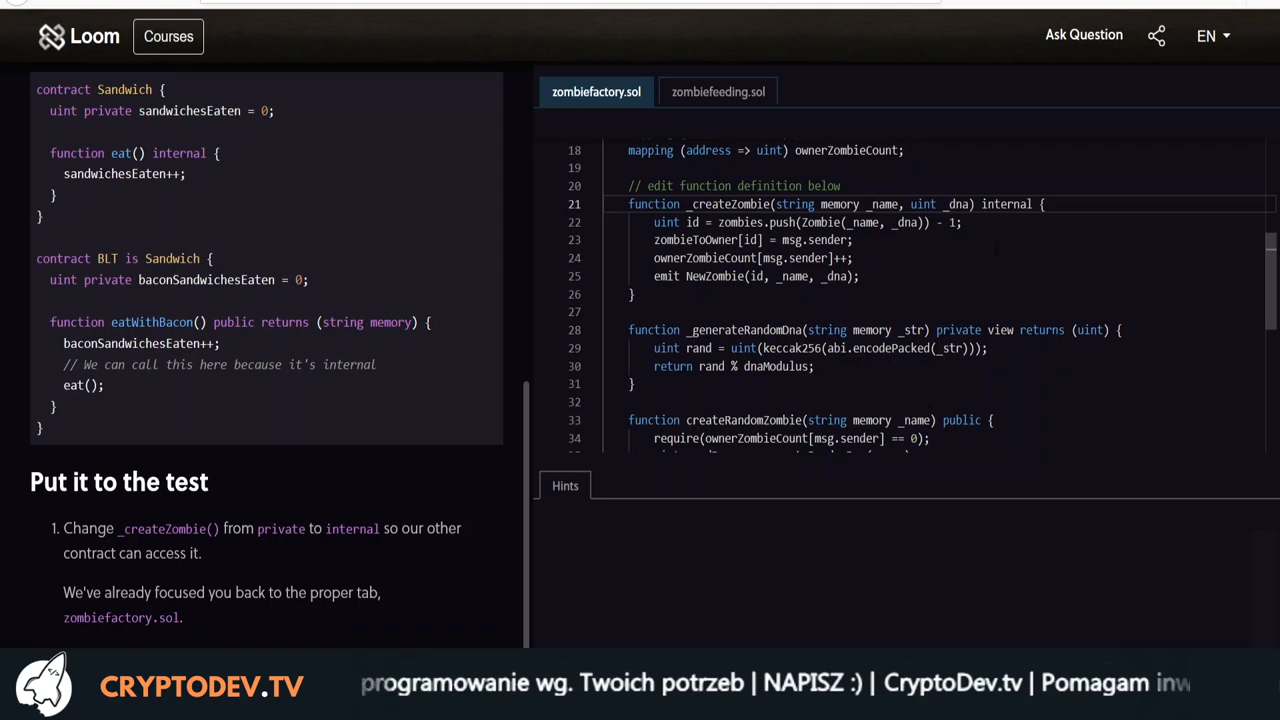 Loom
Courses
Ask Question
EN
contract Sandwich {
uint private sandwichesEaten = 0;
function eat() internal {
sandwichesEaten++;
}
}
contract BLT is Sandwich {
uint private baconSandwichesEaten = 0;
function eatWithBacon() public returns (string memory) {
baconSandwichesEaten++;
// We can call this here because it's internal
eat();
}
}
Put it to the test
1. Change _createZombie() from private to internal so our other
contract can access it.
We've already focused you back to the proper tab,
zombiefactory.sol.
zombiefactory.sol
zombiefeeding.sol
18 mapping (address => uint) ownerZombieCount;
19
20 // edit function definition below
21 function _createZombie(string memory _name, uint _dna) internal {
22 uint id = zombies.push(Zombie(_name, _dna)) - 1;
23 zombieToOwner[id] = msg.sender;
24 ownerZombieCount[msg.sender]++;
25 emit NewZombie(id, _name, _dna);
26 }
27
28 function _generateRandomDna(string memory _str) private view returns (uint) {
29 uint rand = uint(keccak256(abi.encodePacked(_str)));
30 return rand % dnaModulus;
31 }
32
33 function createRandomZombie(string memory _name) public {
34 require(ownerZombieCount[msg.sender] == 0);
Hints
CRYPTODEV.TV
programowanie wg. Twoich potrzeb | NAPISZ :) | CryptoDev.tv | Pomagam inw